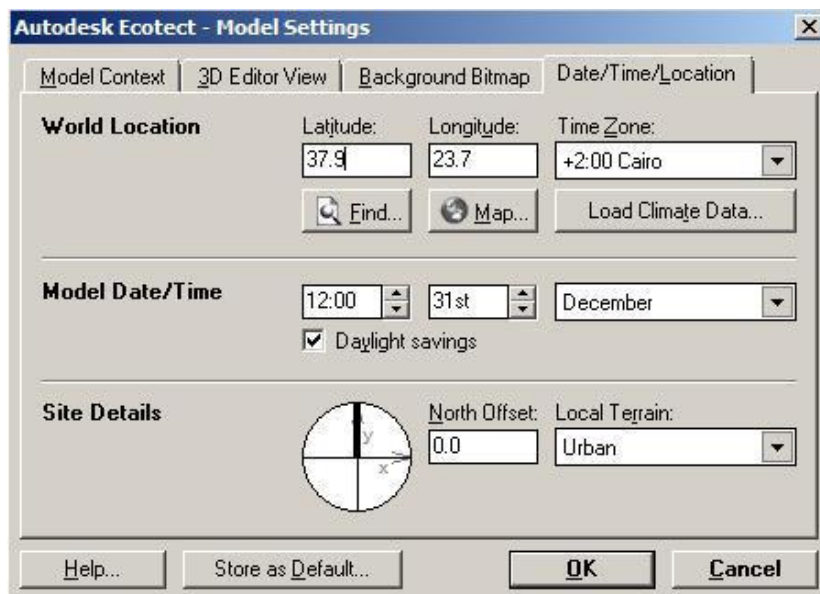 Autodesk Ecotect - Model Settings
Model Context 3D Editor View Background Bitmap Date/Time/Location
World Location Latitude: Longitude: Time Zone:
37.9 23.7 +2:00 Cairo
Find... Map... Load Climate Data...
Model Date/Time 12:00 31st December
Daylight savings
Site Details North Offset: Local Terrain:
y 0.0 Urban
x
Help... Store as Default... OK Cancel